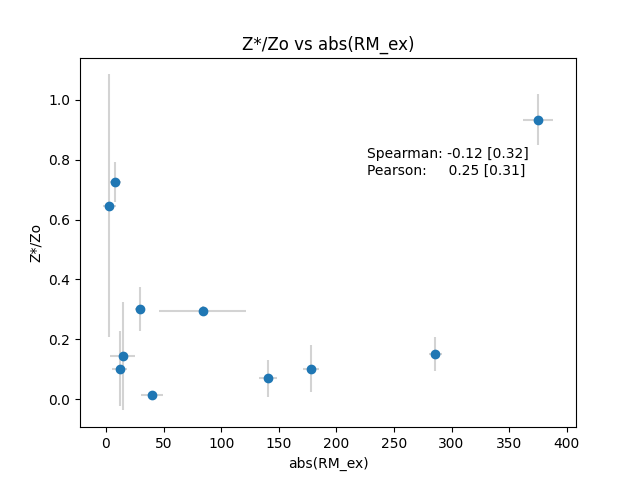 Z*/Zo vs abs(RM_ex)
1.0
0.8
0.6
0.4
0.2
0.0
Z*/Zo
Spearman: -0.12 [0.32]
Pearson: 0.25 [0.31]
0 50 100 150 200 250 300 350 400
abs(RM_ex)